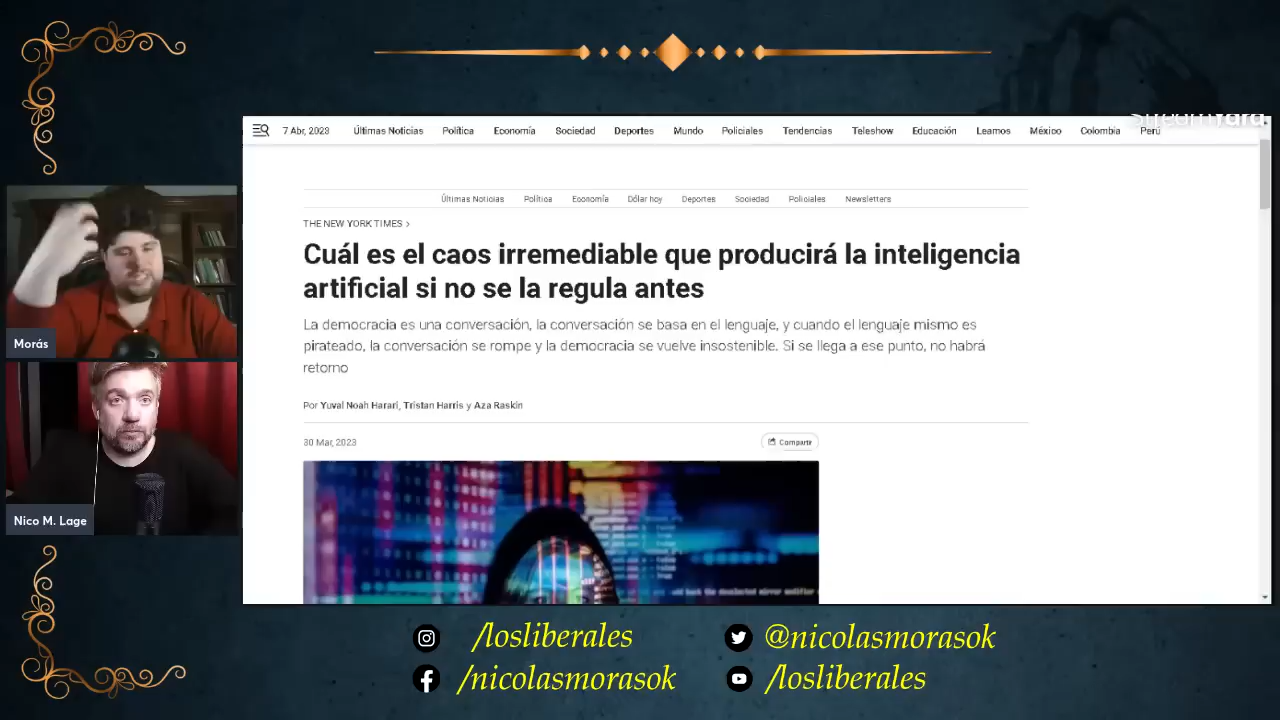 StreamYard
7 Abr, 2023 Últimas Noticias Política Economía Sociedad Deportes Mundo Policiales Tendencias Teleshow Educación Leamos México Colombia Perú
Últimas Noticias Política Economía Dólar hoy Deportes Sociedad Policiales Newsletters
THE NEW YORK TIMES >
Cuál es el caos irremediable que producirá la inteligencia
artificial si no se la regula antes
La democracia es una conversación, la conversación se basa en el lenguaje, y cuando el lenguaje mismo es
pirateado, la conversación se rompe y la democracia se vuelve insostenible. Si se llega a ese punto, no habrá
retorno
Por Yuval Noah Harari, Tristan Harris y Aza Raskin
30 Mar, 2023
Compartir
Morás
Nico M. Lage
/losliberales
@nicolasmorasok
/nicolasmorasok
/losliberales